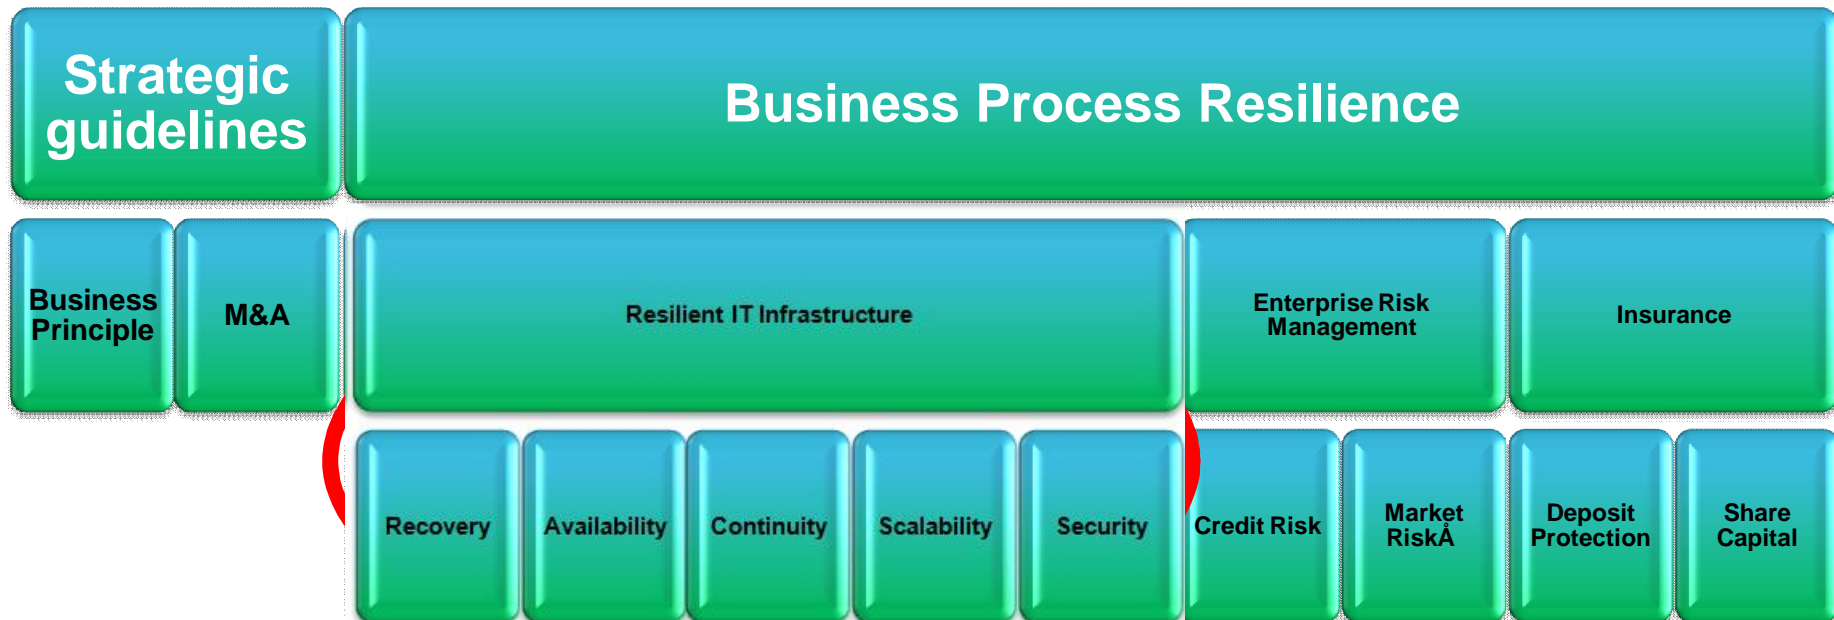 Strategic
guidelines
Business Process Resilience
Business
Principle
M&A
Resilient IT Infrastructure
Enterprise Risk
Management
Insurance
Recovery
Availability
Continuity
Scalability
Security
Credit Risk
Market
RiskÅ
Deposit
Protection
Share
Capital